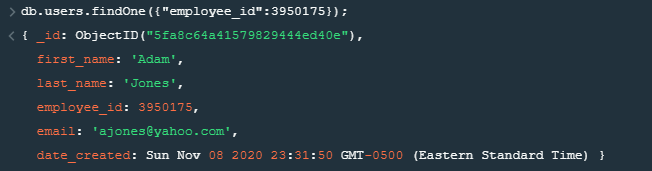 > db.users.findOne({"employee_id":3950175});
< { _id: ObjectID("5fa8c64a41579829444ed40e"),
first_name: 'Adam',
last_name: 'Jones',
employee_id: 3950175,
email: 'ajones@yahoo.com',
date_created: Sun Nov 08 2020 23:31:50 GMT-0500 (Eastern Standard Time) }